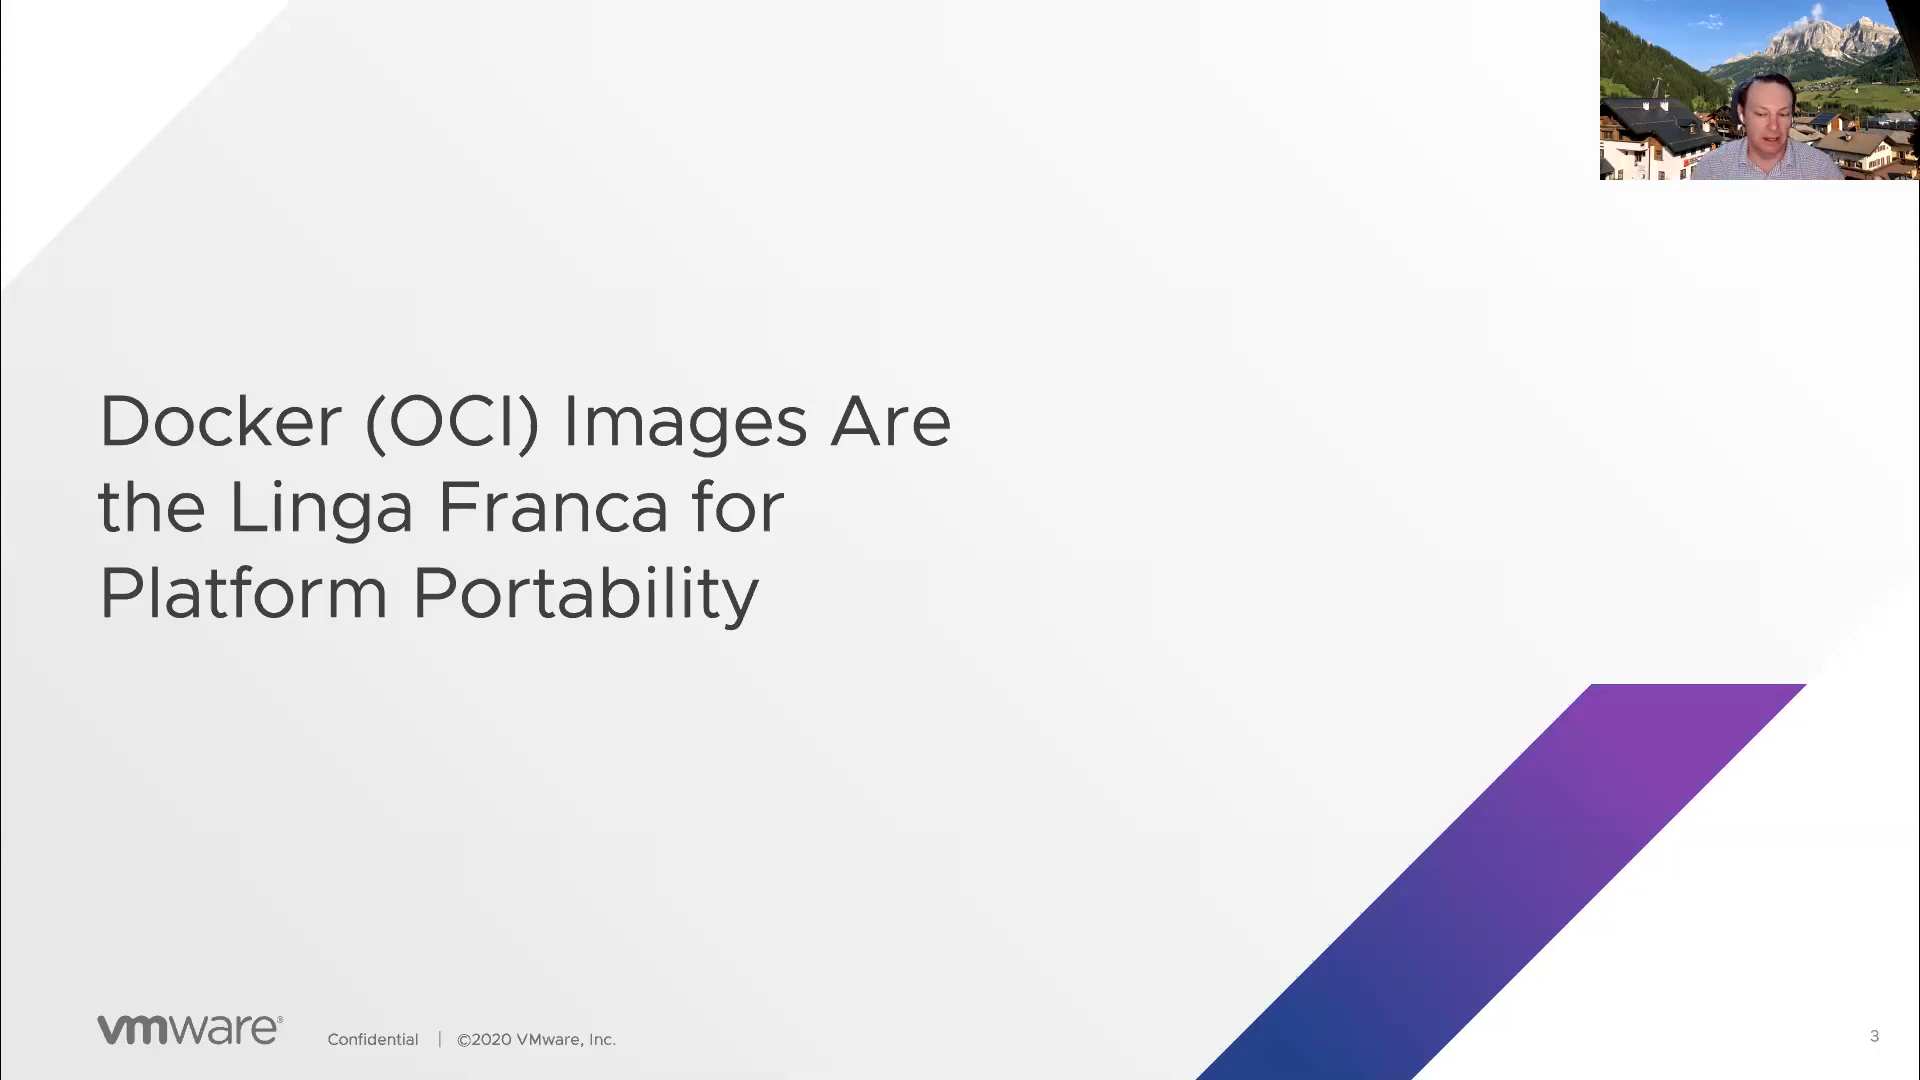 Docker (OCI) Images Are
the Linga Franca for
Platform Portability
vmware®
Confidential | ©2020 VMware, Inc.
3